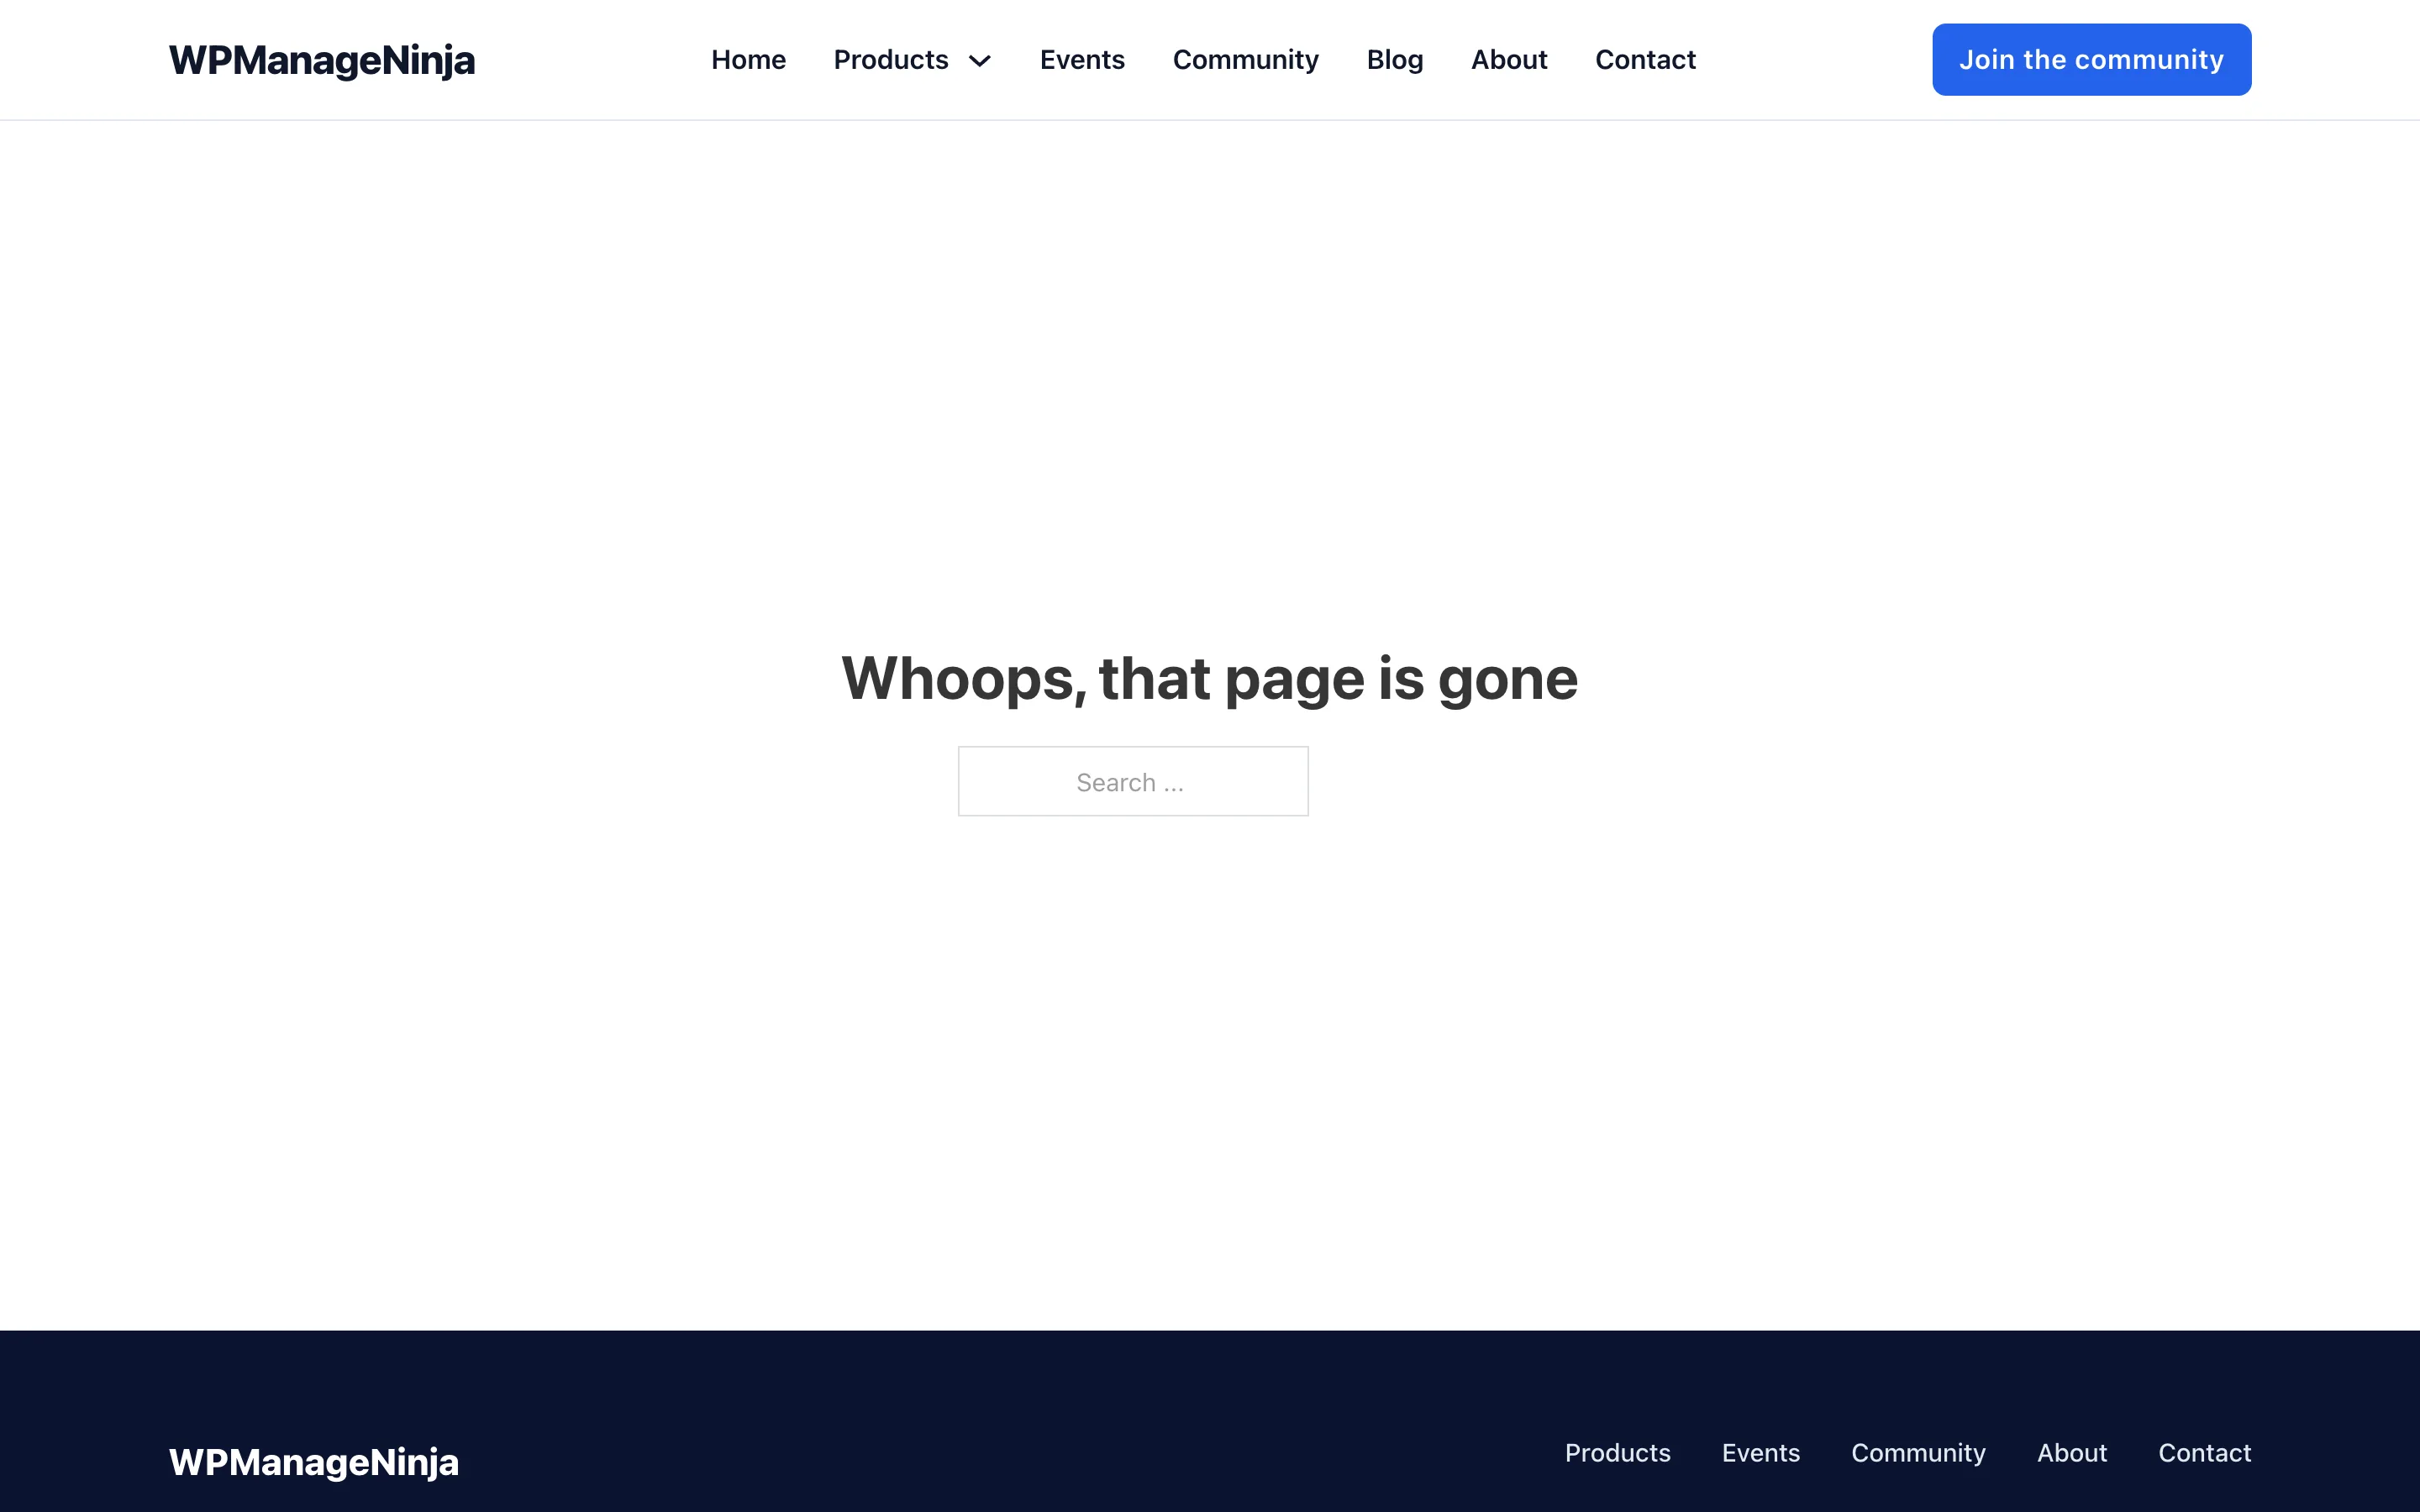 WPManageNinja
Home Products Events Community Blog About Contact
Join the community
Whoops, that page is gone
Search ...
WPManageNinja
Products Events Community About Contact